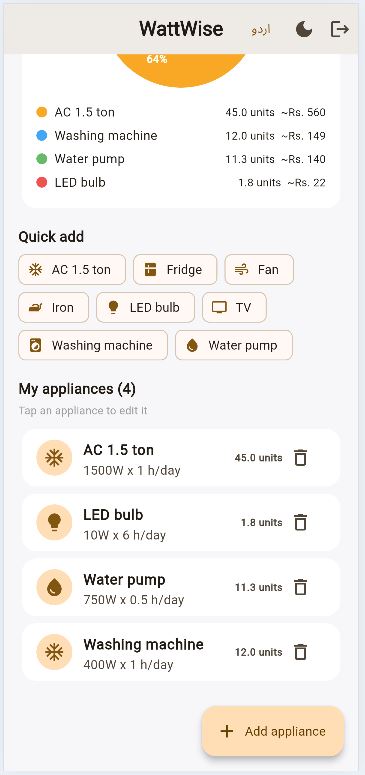 WattWise اردو
64%
AC 1.5 ton 45.0 units ~Rs. 560
Washing machine 12.0 units ~Rs. 149
Water pump 11.3 units ~Rs. 140
LED bulb 1.8 units ~Rs. 22
Quick add
AC 1.5 ton Fridge Fan
Iron LED bulb TV
Washing machine Water pump
My appliances (4)
Tap an appliance to edit it
AC 1.5 ton
1500W x 1 h/day 45.0 units
LED bulb
10W x 6 h/day 1.8 units
Water pump
750W x 0.5 h/day 11.3 units
Washing machine
400W x 1 h/day 12.0 units
+ Add appliance